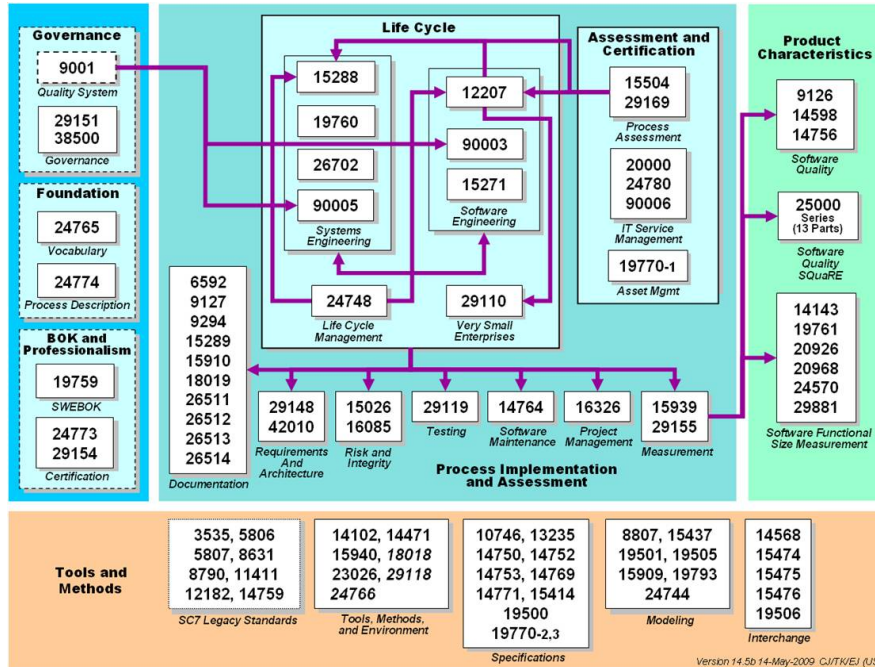 Governance
9001
Quality System
29151
38500
Governance
Foundation
24765
Vocabulary
24774
Process Description
BOK and
Professionalism
19759
SWEBOK
24773
29154
Certification
Life Cycle
15288
19760
26702
90005
Systems
Engineering
12207
90003
15271
Software
Engineering
24748
Life Cycle
Management
29110
Very Small
Enterprises
Assessment and
Certification
15504
29169
Process
Assessment
20000
24780
90006
IT Service
Management
19770-1
Asset Mgmt
6592
9127
9294
15289
15910
18019
26511
26512
26513
26514
Documentation
29148
42010
Requirements
And
Architecture
15026
16085
Risk and
Integrity
29119
Testing
14764
Software
Maintenance
16326
Project
Management
15939
29155
Measurement
Process Implementation
and Assessment
Product
Characteristics
9126
14598
14756
Software
Quality
25000
Series
(13 Parts)
Software
Quality
SQuaRE
14143
19761
20926
20968
24570
29881
Software Functional
Size Measurement
Tools and
Methods
3535, 5806
5807, 8631
8790, 11411
12182, 14759
SC7 Legacy Standards
14102, 14471
15940, 18018
23026, 29118
24766
Tools, Methods,
and Environment
10746, 13235
14750, 14752
14753, 14769
14771, 15414
19500
19770-2,3
Specifications
8807, 15437
19501, 19505
15909, 19793
24744
Modeling
14568
15474
15475
15476
19506
Interchange
Version 14.5b 14-May-2009 CJ/TK/EJ (US